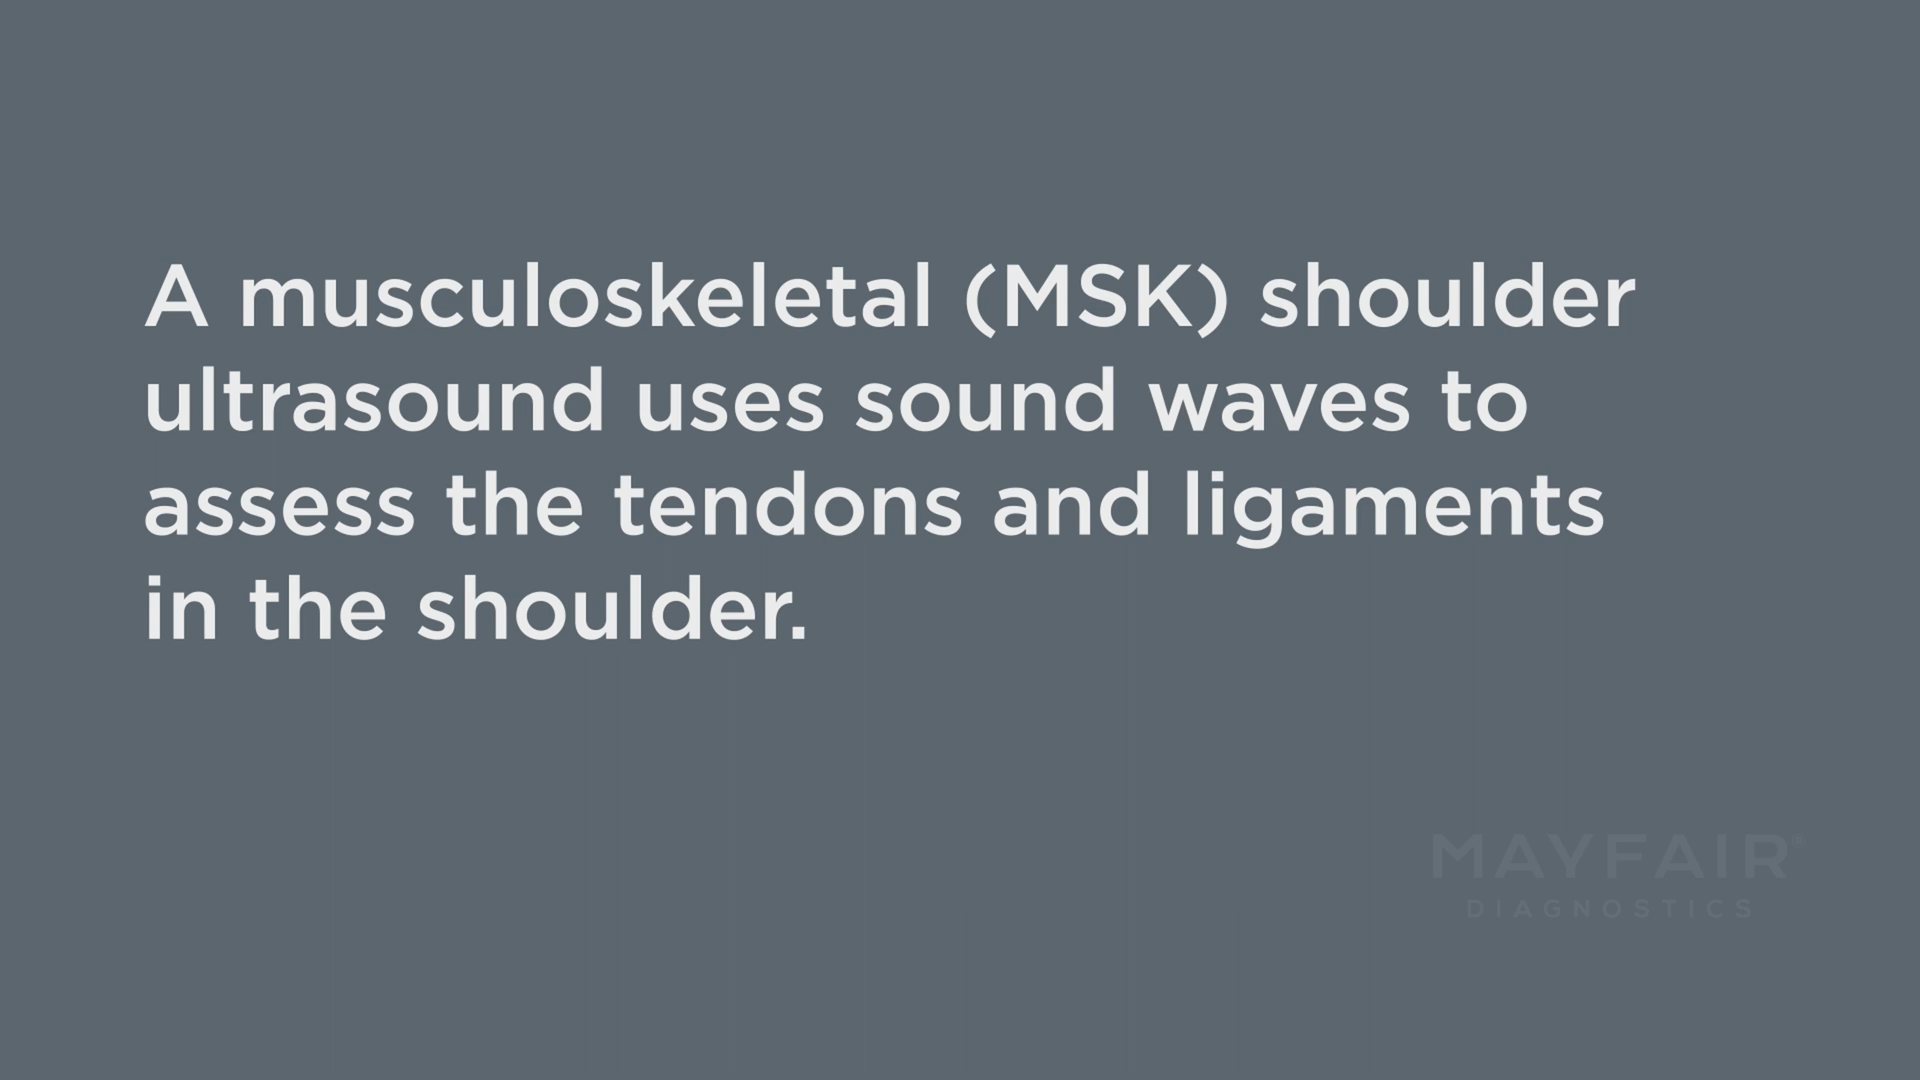 A musculoskeletal (MSK) shoulder
ultrasound uses sound waves to
assess the tendons and ligaments
in the shoulder.
MAYFAIR®
DIAGNOSTICS